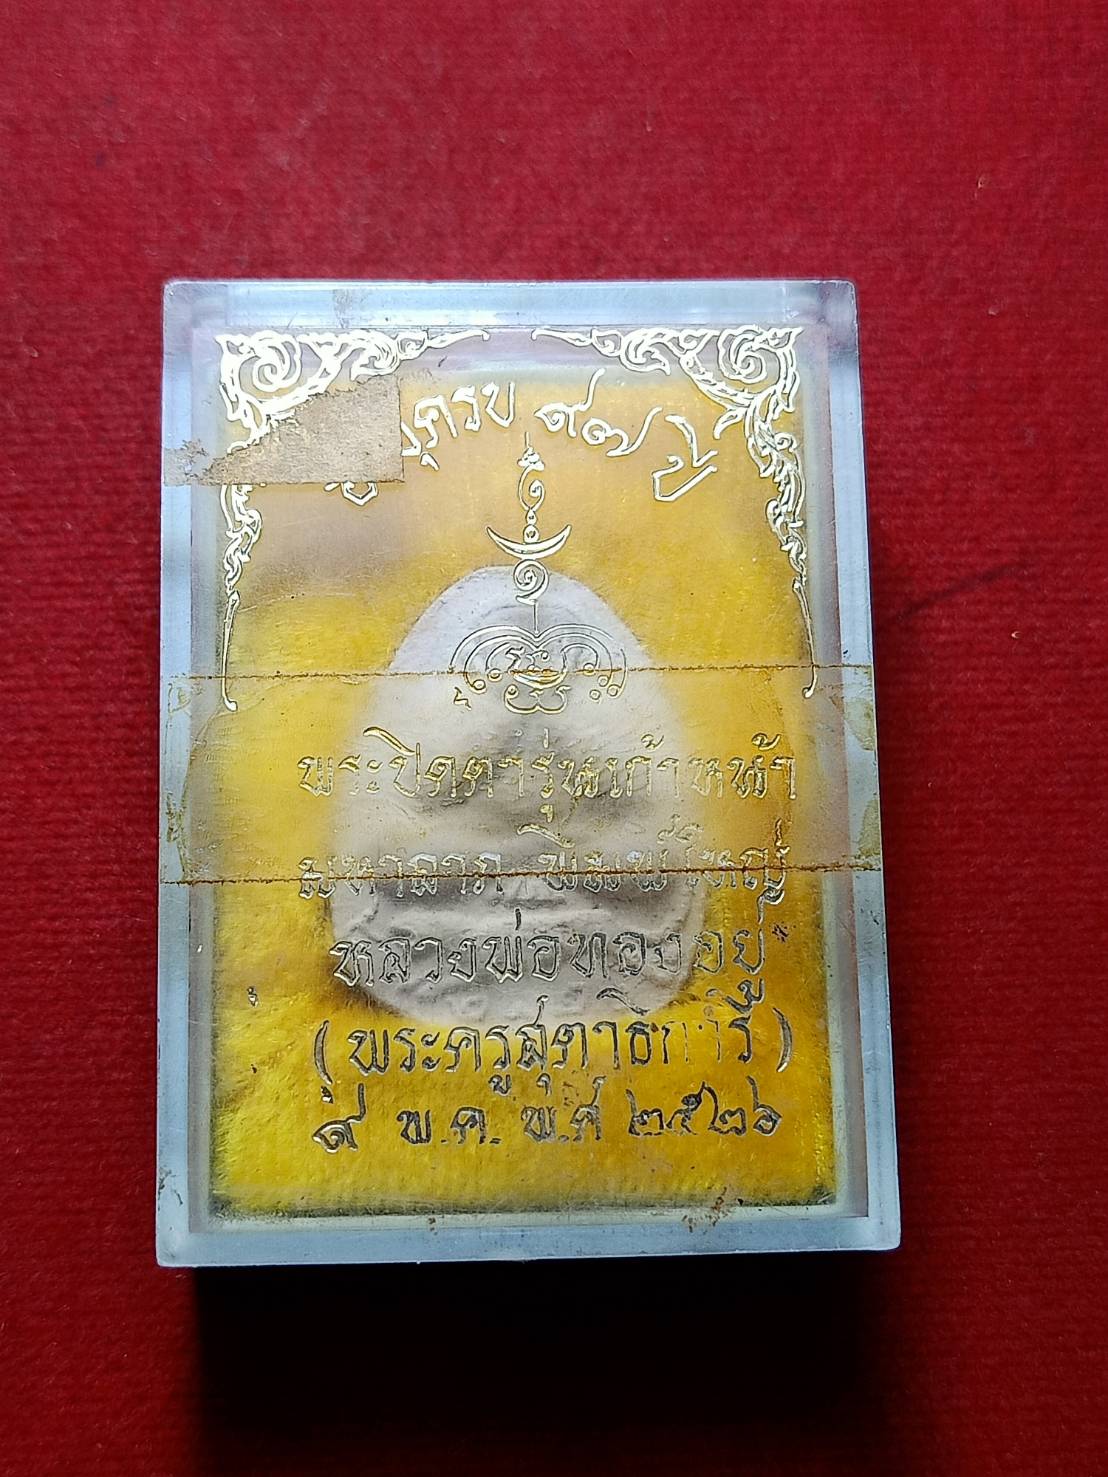 ครบ ๙๗ ปี
พระปิดตารุ่นเก้าหน้า
มหาลาภ พิมพ์ใหญ่
หลวงพ่อทองอยู่
(พระครูสุตาธิการี)
๙ พ.ค. พ.ศ ๒๕๒๖